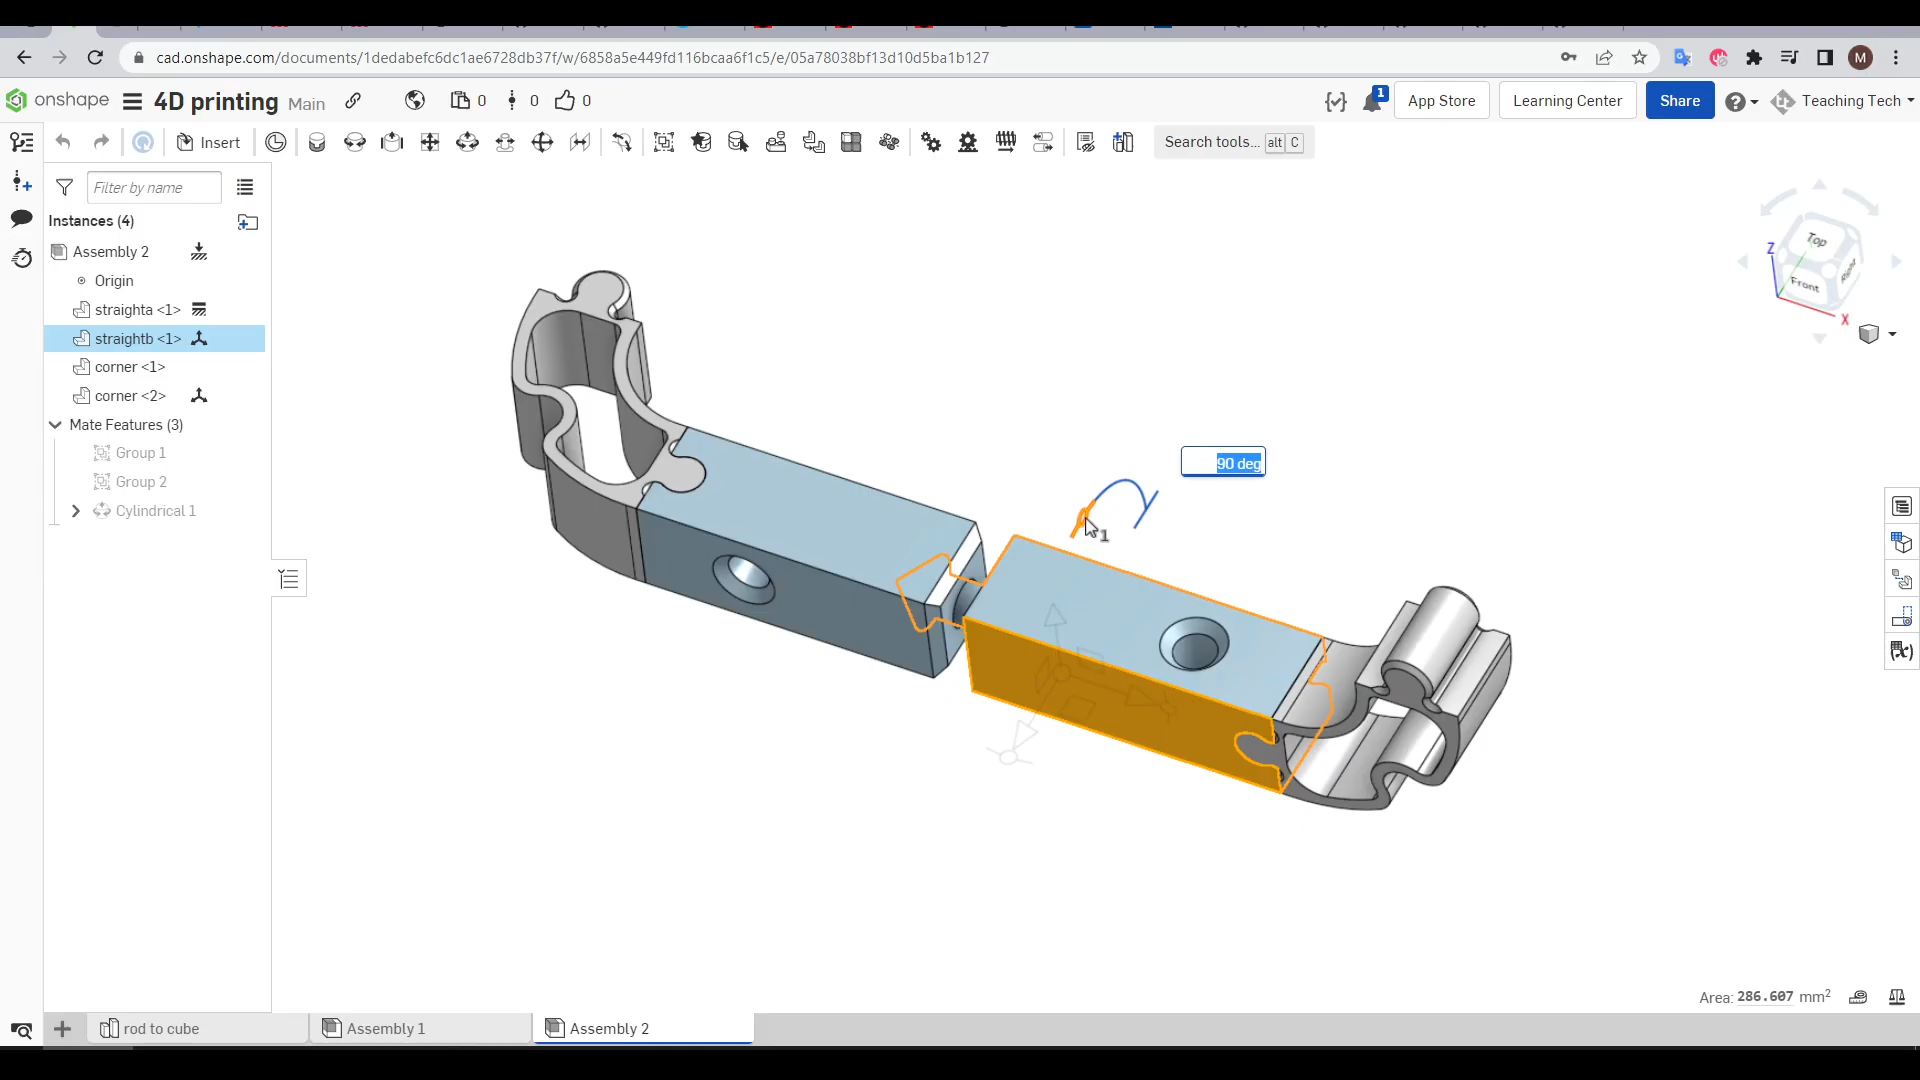 cad.onshape.com/documents/1dedabefc6dc1ae6728db37f/w/6858a5e449fd116bcaa6f1c5/e/05a78038bf13d10d5ba1b127
M
onshape 4D printing Main 0 0 0 1 App Store Learning Center Share Teaching Tech
Insert Search tools... alt C
Filter by name
Instances (4)
Assembly 2
Origin
straighta <1>
straightb <1>
corner <1>
corner <2>
Mate Features (3)
Group 1
Group 2
Cylindrical 1
90 deg
1
Top
Front
Right
Z
X
Area: 286.607 mm²
rod to cube Assembly 1 Assembly 2